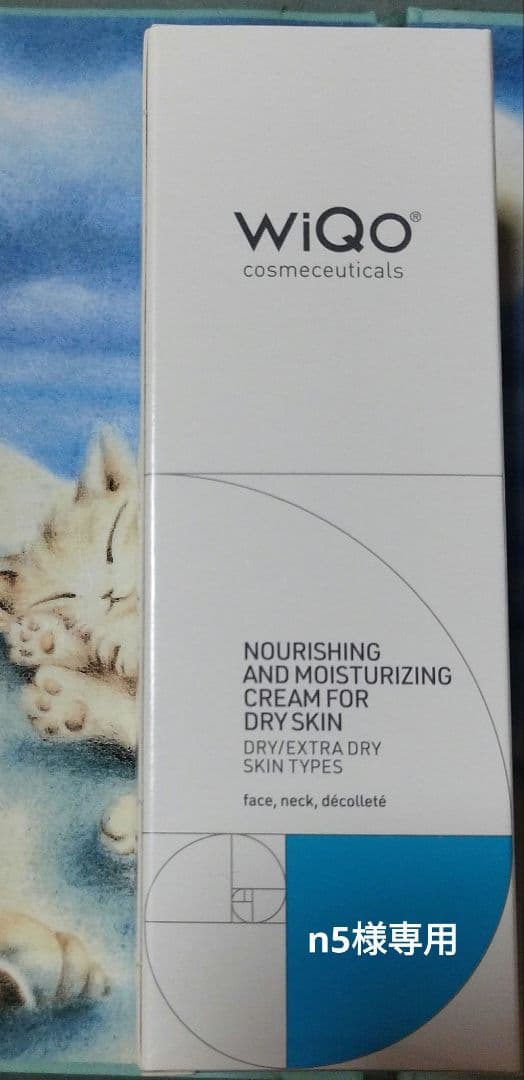 WiQo®
cosmeceuticals
NOURISHING
AND MOISTURIZING
CREAM FOR
DRY SKIN
DRY/EXTRA DRY
SKIN TYPES
face, neck, décolleté
n5様専用